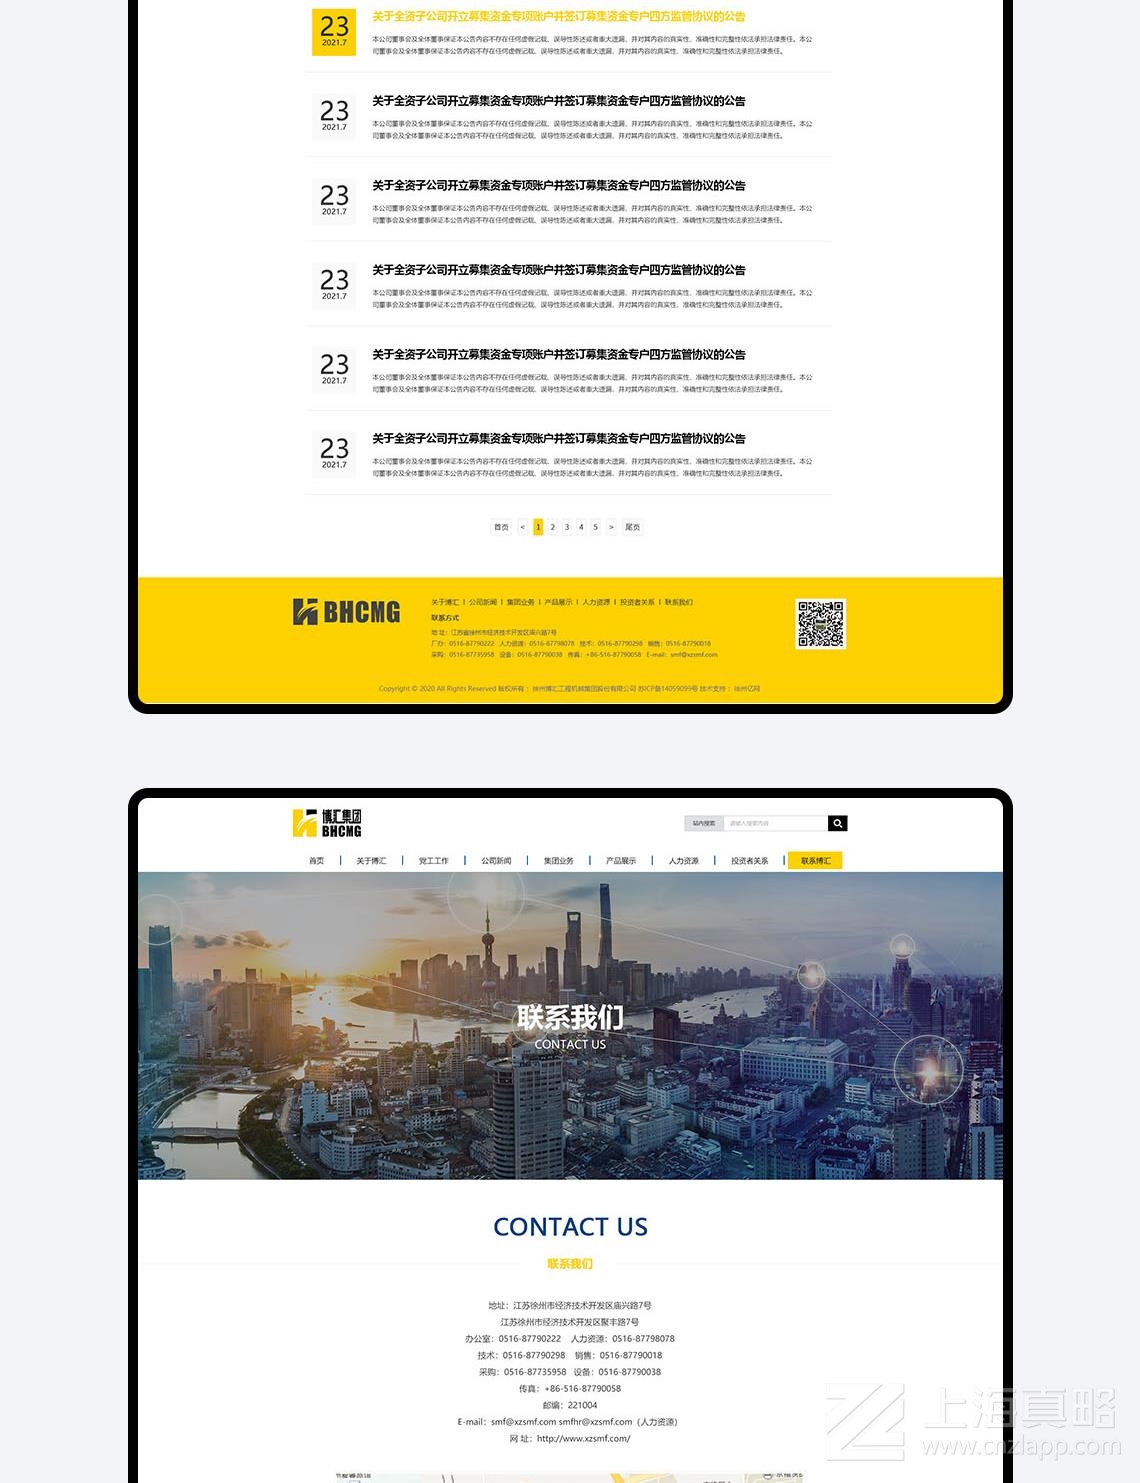 23
2021.7
关于全资子公司开立募集资金专项账户并签订募集资金专户四方监管协议的公告
本公司董事会及全体董事保证本公告内容不存在任何虚假记载、误导性陈述或者重大遗漏，并对其内容的真实性、准确性和完整性依法承担法律责任。本公
司董事会及全体董事保证本公告内容不存在任何虚假记载、误导性陈述或者重大遗漏，并对其内容的真实性、准确性和完整性依法承担法律责任。
23
2021.7
关于全资子公司开立募集资金专项账户并签订募集资金专户四方监管协议的公告
本公司董事会及全体董事保证本公告内容不存在任何虚假记载、误导性陈述或者重大遗漏，并对其内容的真实性、准确性和完整性依法承担法律责任。本公
司董事会及全体董事保证本公告内容不存在任何虚假记载、误导性陈述或者重大遗漏，并对其内容的真实性、准确性和完整性依法承担法律责任。
23
2021.7
关于全资子公司开立募集资金专项账户并签订募集资金专户四方监管协议的公告
本公司董事会及全体董事保证本公告内容不存在任何虚假记载、误导性陈述或者重大遗漏，并对其内容的真实性、准确性和完整性依法承担法律责任。本公
司董事会及全体董事保证本公告内容不存在任何虚假记载、误导性陈述或者重大遗漏，并对其内容的真实性、准确性和完整性依法承担法律责任。
23
2021.7
关于全资子公司开立募集资金专项账户并签订募集资金专户四方监管协议的公告
本公司董事会及全体董事保证本公告内容不存在任何虚假记载、误导性陈述或者重大遗漏，并对其内容的真实性、准确性和完整性依法承担法律责任。本公
司董事会及全体董事保证本公告内容不存在任何虚假记载、误导性陈述或者重大遗漏，并对其内容的真实性、准确性和完整性依法承担法律责任。
23
2021.7
关于全资子公司开立募集资金专项账户并签订募集资金专户四方监管协议的公告
本公司董事会及全体董事保证本公告内容不存在任何虚假记载、误导性陈述或者重大遗漏，并对其内容的真实性、准确性和完整性依法承担法律责任。本公
司董事会及全体董事保证本公告内容不存在任何虚假记载、误导性陈述或者重大遗漏，并对其内容的真实性、准确性和完整性依法承担法律责任。
23
2021.7
关于全资子公司开立募集资金专项账户并签订募集资金专户四方监管协议的公告
本公司董事会及全体董事保证本公告内容不存在任何虚假记载、误导性陈述或者重大遗漏，并对其内容的真实性、准确性和完整性依法承担法律责任。本公
司董事会及全体董事保证本公告内容不存在任何虚假记载、误导性陈述或者重大遗漏，并对其内容的真实性、准确性和完整性依法承担法律责任。
首页 < 1 2 3 4 5 > 尾页
BHCMG
关于博汇 | 公司新闻 | 集团业务 | 产品展示 | 人力资源 | 投资者关系 | 联系我们
联系方式
地 址：江苏省徐州市经济技术开发区庙兴路7号
厂办：0516-87790222 人力资源：0516-87798078 技术：0516-87790298 销售：0516-87790018
采购：0516-87735958 设备：0516-87790038 传真：+86-516-87790058 E-mail：smf@xzsmf.com
Copyright © 2020 All Rights Reserved 版权所有： 徐州博汇工程机械集团股份有限公司 苏ICP备14059099号 技术支持： 徐州亿网
博汇集团
BHCMG
站内搜索 请输入搜索内容
首页 关于博汇 党工工作 公司新闻 集团业务 产品展示 人力资源 投资者关系 联系博汇
联系我们
CONTACT US
CONTACT US
联系我们
地址：江苏徐州市经济技术开发区庙兴路7号
江苏徐州市经济技术开发区聚丰路7号
办公室：0516-87790222 人力资源：0516-87798078
技术：0516-87790298 销售：0516-87790018
采购：0516-87735958 设备：0516-87790038
传真：+86-516-87790058
邮编：221004
E-mail：smf@xzsmf.com smfhr@xzsmf.com（人力资源）
网 址：http://www.xzsmf.com/
上海真略
www.cnzlapp.com